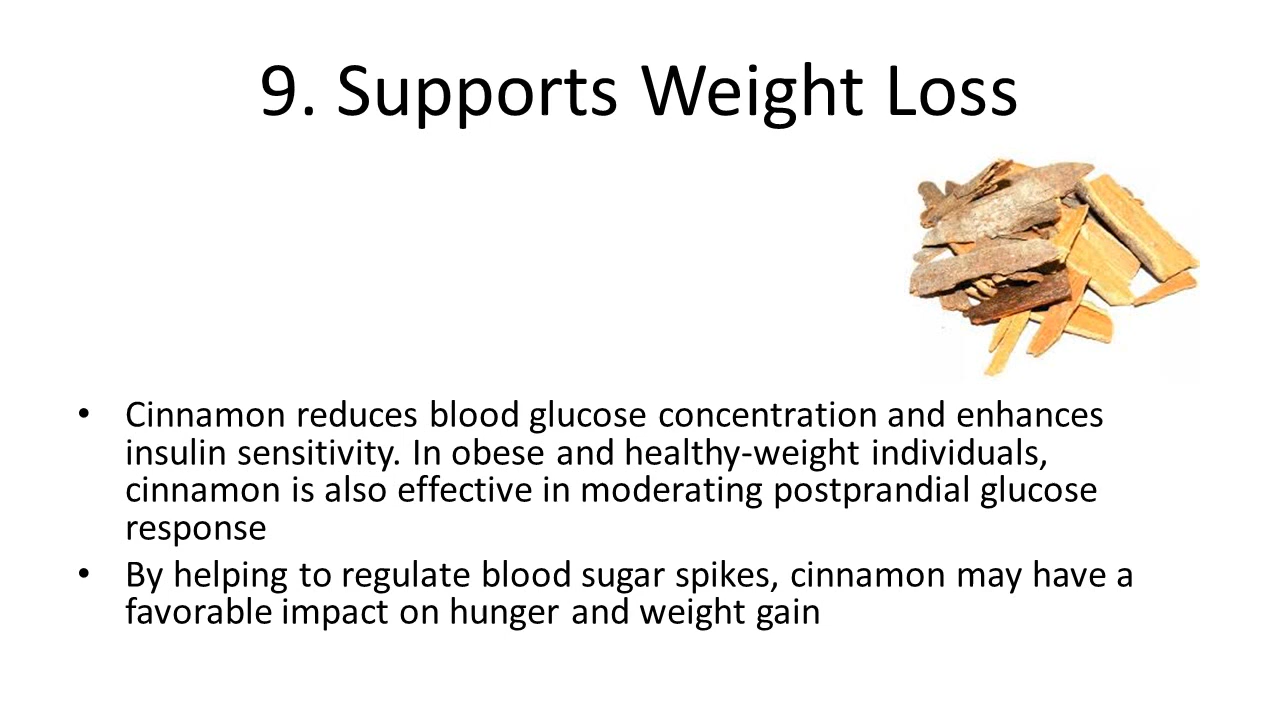 9. Supports Weight Loss
• Cinnamon reduces blood glucose concentration and enhances
insulin sensitivity. In obese and healthy-weight individuals,
cinnamon is also effective in moderating postprandial glucose
response
• By helping to regulate blood sugar spikes, cinnamon may have a
favorable impact on hunger and weight gain